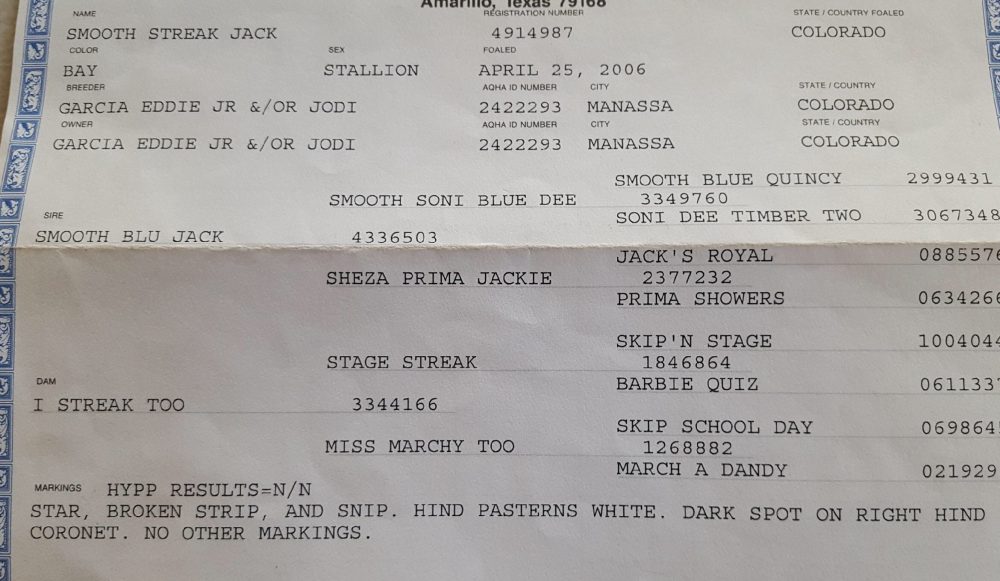 Amarillo, Texas 79168
NAME REGISTRATION NUMBER STATE / COUNTRY FOALED
SMOOTH STREAK JACK 4914987 COLORADO
COLOR SEX FOALED
BAY STALLION APRIL 25, 2006
BREEDER AQHA ID NUMBER CITY STATE / COUNTRY
GARCIA EDDIE JR &/OR JODI 2422293 MANASSA COLORADO
OWNER AQHA ID NUMBER CITY STATE / COUNTRY
GARCIA EDDIE JR &/OR JODI 2422293 MANASSA COLORADO
SMOOTH BLUE QUINCY 2999431
SMOOTH SONI BLUE DEE 3349760
SIRE SONI DEE TIMBER TWO 3067348
SMOOTH BLU JACK 4336503
JACK'S ROYAL 0885576
SHEZA PRIMA JACKIE 2377232
PRIMA SHOWERS 0634266
SKIP'N STAGE 1004044
STAGE STREAK 1846864
DAM BARBIE QUIZ 0611337
I STREAK TOO 3344166
SKIP SCHOOL DAY 069864
MISS MARCHY TOO 1268882
MARCH A DANDY 021929
MARKINGS HYPP RESULTS=N/N
STAR, BROKEN STRIP, AND SNIP. HIND PASTERNS WHITE. DARK SPOT ON RIGHT HIND
CORONET. NO OTHER MARKINGS.